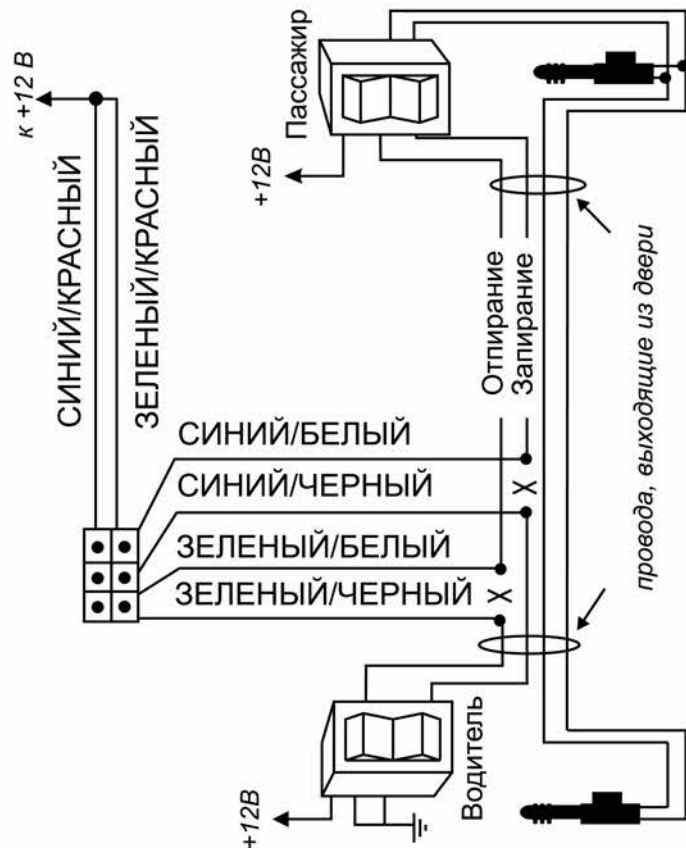 к +12 В
СИНИЙ/КРАСНЫЙ
ЗЕЛЕНЫЙ/КРАСНЫЙ
+12В
Пассажир
СИНИЙ/БЕЛЫЙ
СИНИЙ/ЧЕРНЫЙ
ЗЕЛЕНЫЙ/БЕЛЫЙ
ЗЕЛЕНЫЙ/ЧЕРНЫЙ
Отпирание
Запирание
провода, выходящие из двери
+12В
Водитель